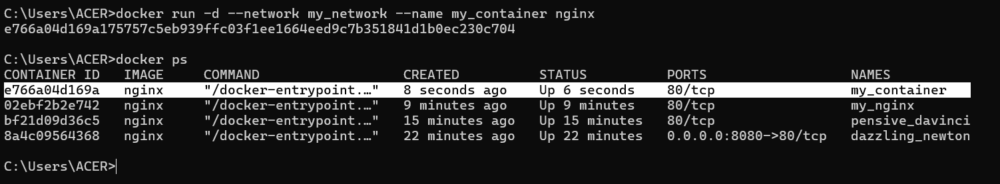 C:\Users\ACER>docker run -d --network my_network --name my_container nginx
e766a04d169a175757c5eb939ffc03f1ee1664eed9c7b351841d1b0ec230c704
C:\Users\ACER>docker ps
CONTAINER ID   IMAGE     COMMAND                  CREATED          STATUS          PORTS                  NAMES
e766a04d169a   nginx     "/docker-entrypoint.…"   8 seconds ago    Up 6 seconds    80/tcp                 my_container
02ebf2b2e742   nginx     "/docker-entrypoint.…"   9 minutes ago    Up 9 minutes    80/tcp                 my_nginx
bf21d09d36c5   nginx     "/docker-entrypoint.…"   15 minutes ago   Up 15 minutes   80/tcp                 pensive_davinci
8a4c09564368   nginx     "/docker-entrypoint.…"   22 minutes ago   Up 22 minutes   0.0.0.0:8080->80/tcp   dazzling_newton
C:\Users\ACER>